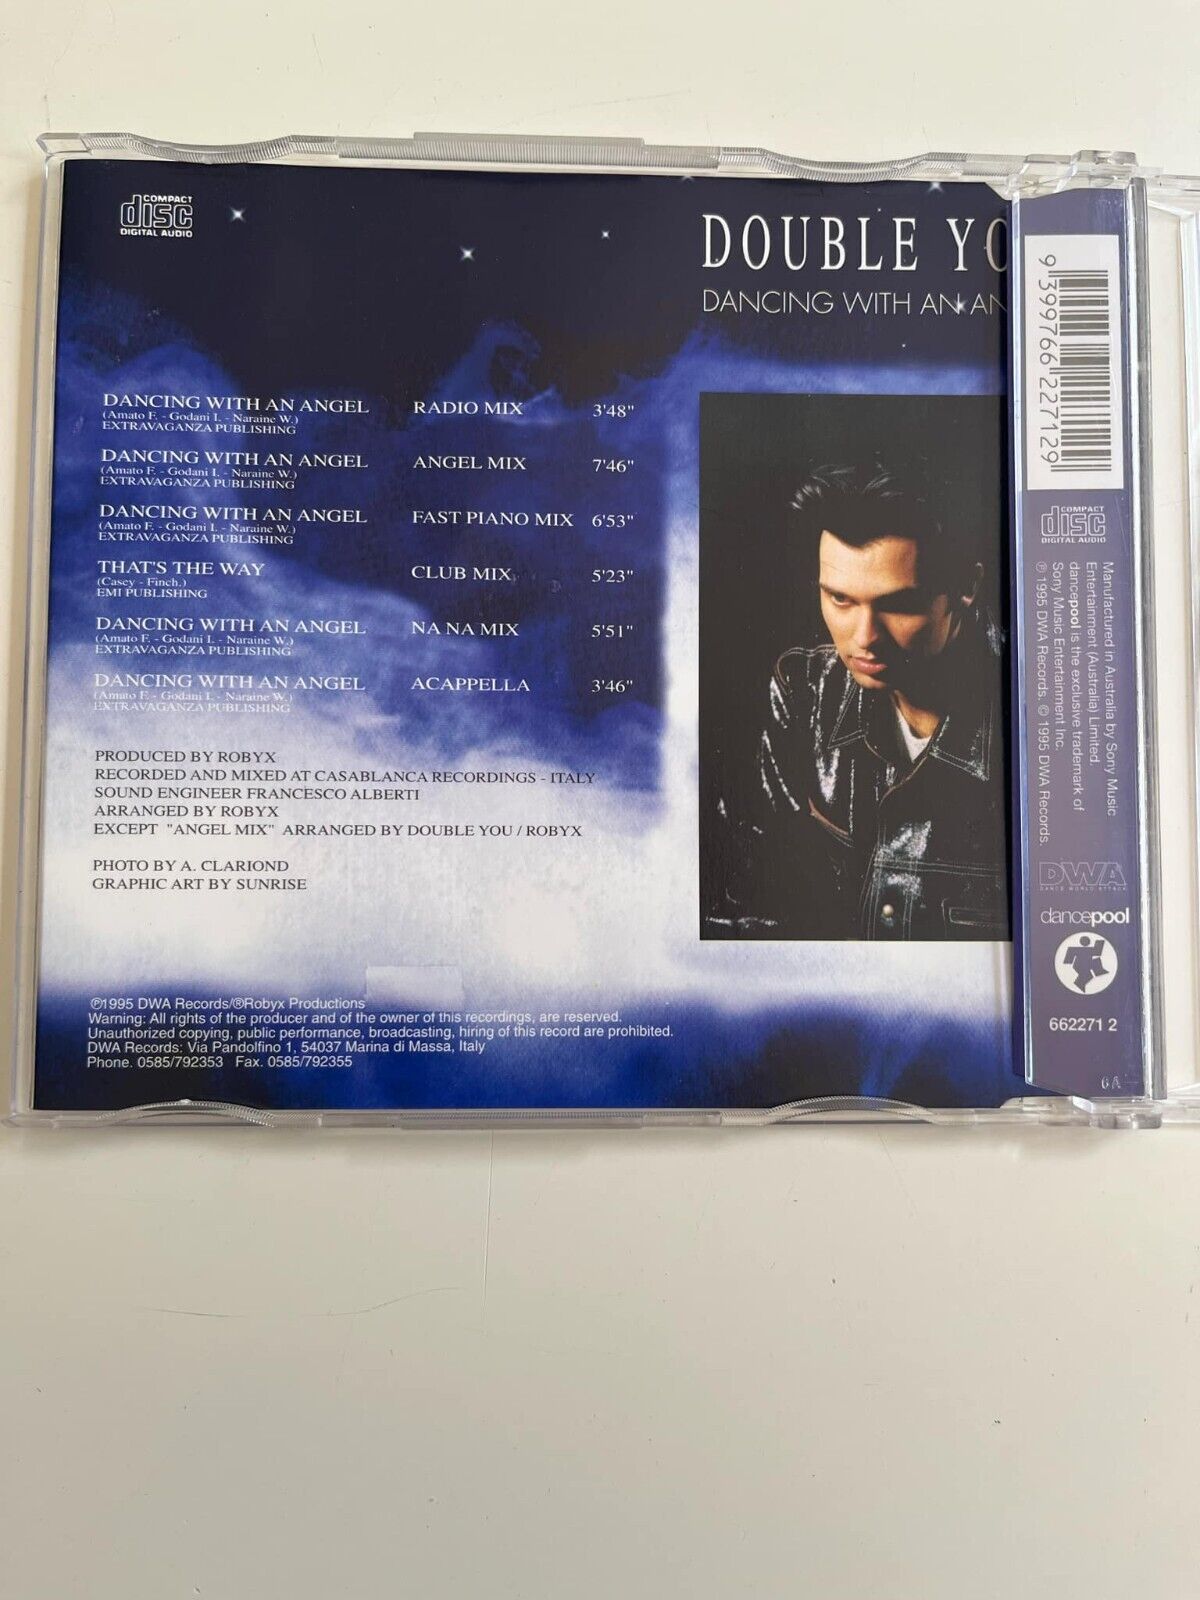 COMPACT
disc
DIGITAL AUDIO
DOUBLE YO
DANCING WITH AN AN
DANCING WITH AN ANGEL RADIO MIX 3'48"
(Amato F. - Godani I. - Naraine W.)
EXTRAVAGANZA PUBLISHING
DANCING WITH AN ANGEL ANGEL MIX 7'46"
(Amato F. - Godani I. - Naraine W.)
EXTRAVAGANZA PUBLISHING
DANCING WITH AN ANGEL FAST PIANO MIX 6'53"
(Amato F. - Godani I. - Naraine W.)
EXTRAVAGANZA PUBLISHING
THAT'S THE WAY CLUB MIX 5'23"
(Casey - Finch.)
EMI PUBLISHING
DANCING WITH AN ANGEL NA NA MIX 5'51"
(Amato F. - Godani I. - Naraine W.)
EXTRAVAGANZA PUBLISHING
DANCING WITH AN ANGEL ACAPPELLA 3'46"
(Amato F. - Godani I. - Naraine W.)
EXTRAVAGANZA PUBLISHING
PRODUCED BY ROBYX
RECORDED AND MIXED AT CASABLANCA RECORDINGS - ITALY
SOUND ENGINEER FRANCESCO ALBERTI
ARRANGED BY ROBYX
EXCEPT "ANGEL MIX" ARRANGED BY DOUBLE YOU / ROBYX
PHOTO BY A. CLARIOND
GRAPHIC ART BY SUNRISE
℗1995 DWA Records/®Robyx Productions
Warning: All rights of the producer and of the owner of this recordings, are reserved.
Unauthorized copying, public performance, broadcasting, hiring of this record are prohibited.
DWA Records: Via Pandolfino 1, 54037 Marina di Massa, Italy
Phone. 0585/792353 Fax. 0585/792355
9 399766 227129
COMPACT
disc
DIGITAL AUDIO
Manufactured in Australia by Sony Music
Entertainment (Australia) Limited.
dancepool is the exclusive trademark of
Sony Music Entertainment Inc.
℗ 1995 DWA Records. © 1995 DWA Records.
DWA
DANCE WORLD ATTACK
dancepool
662271 2
6A